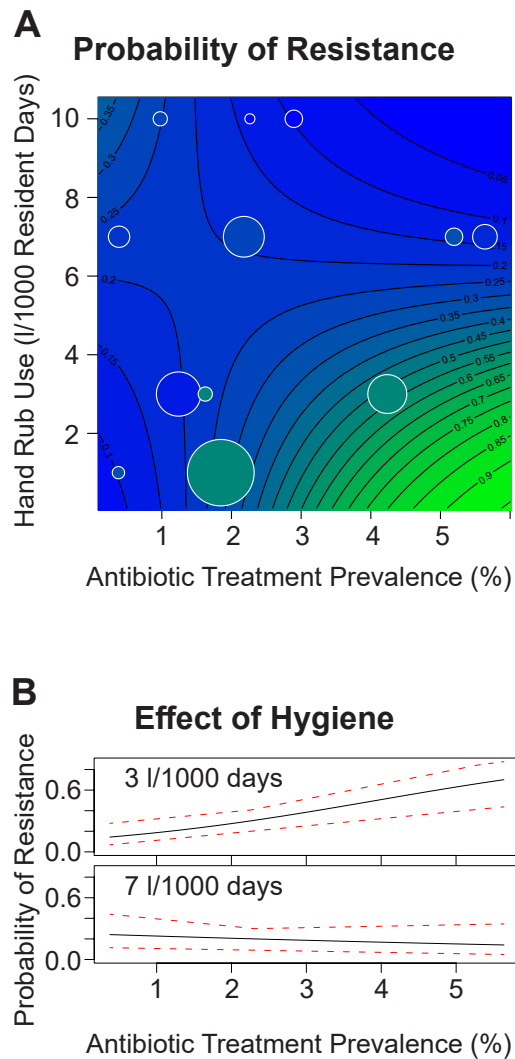 A
Probability of Resistance
Hand Rub Use (l/1000 Resident Days)
10
8
6
4
2
0.35
0.3
0.25
0.2
0.15
0.1
0.05
0.1
0.15
0.2
0.25
0.3
0.35
0.4
0.45
0.5
0.55
0.6
0.65
0.7
0.75
0.8
0.85
0.9
1 2 3 4 5 6
Antibiotic Treatment Prevalence (%)
B
Effect of Hygiene
Probability of Resistance
3 l/1000 days
0.6
0.0
7 l/1000 days
0.6
0.0
1 2 3 4 5
Antibiotic Treatment Prevalence (%)